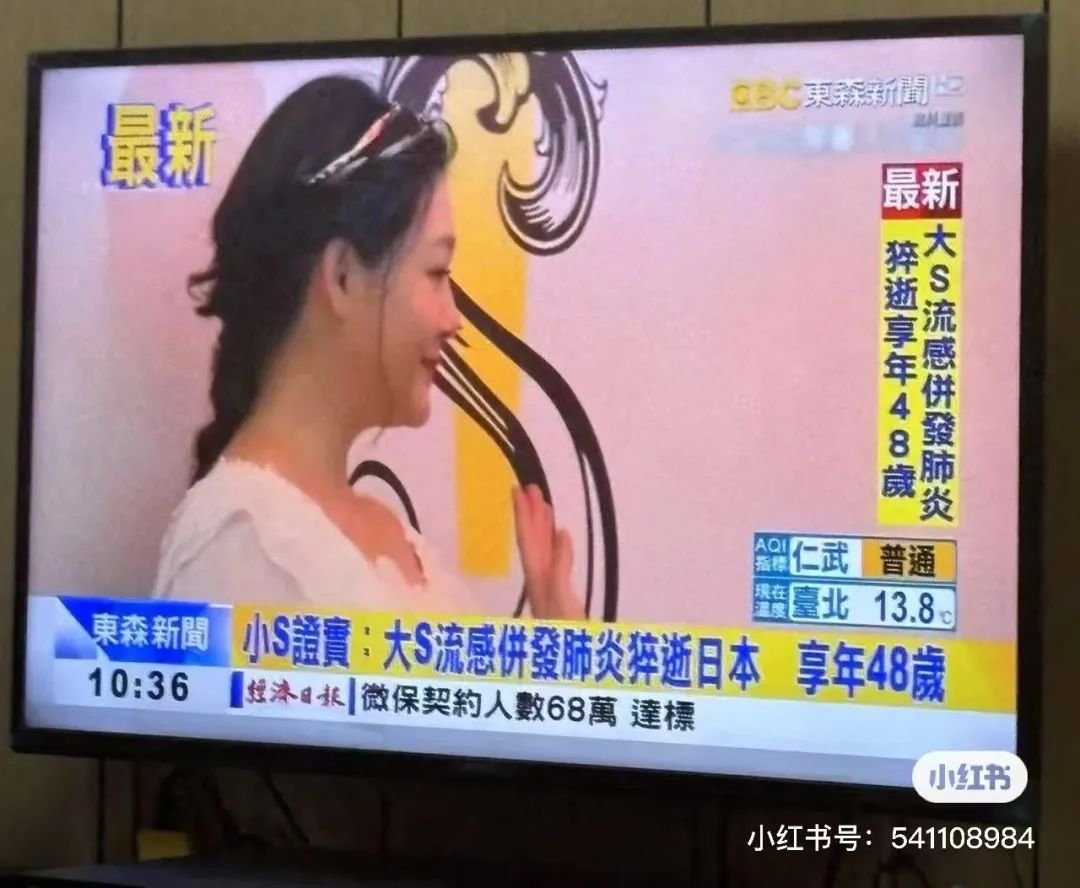 最新
EBC東森新聞
最新
大S流感併發肺炎
猝逝享年48歲
AQI指標 仁武 普通
現在溫度 臺北 13.8℃
東森新聞
小S證實：大S流感併發肺炎猝逝日本 享年48歲
10:36
經濟日報 微保契約人數68萬 達標
小红书
小红书号：541108984